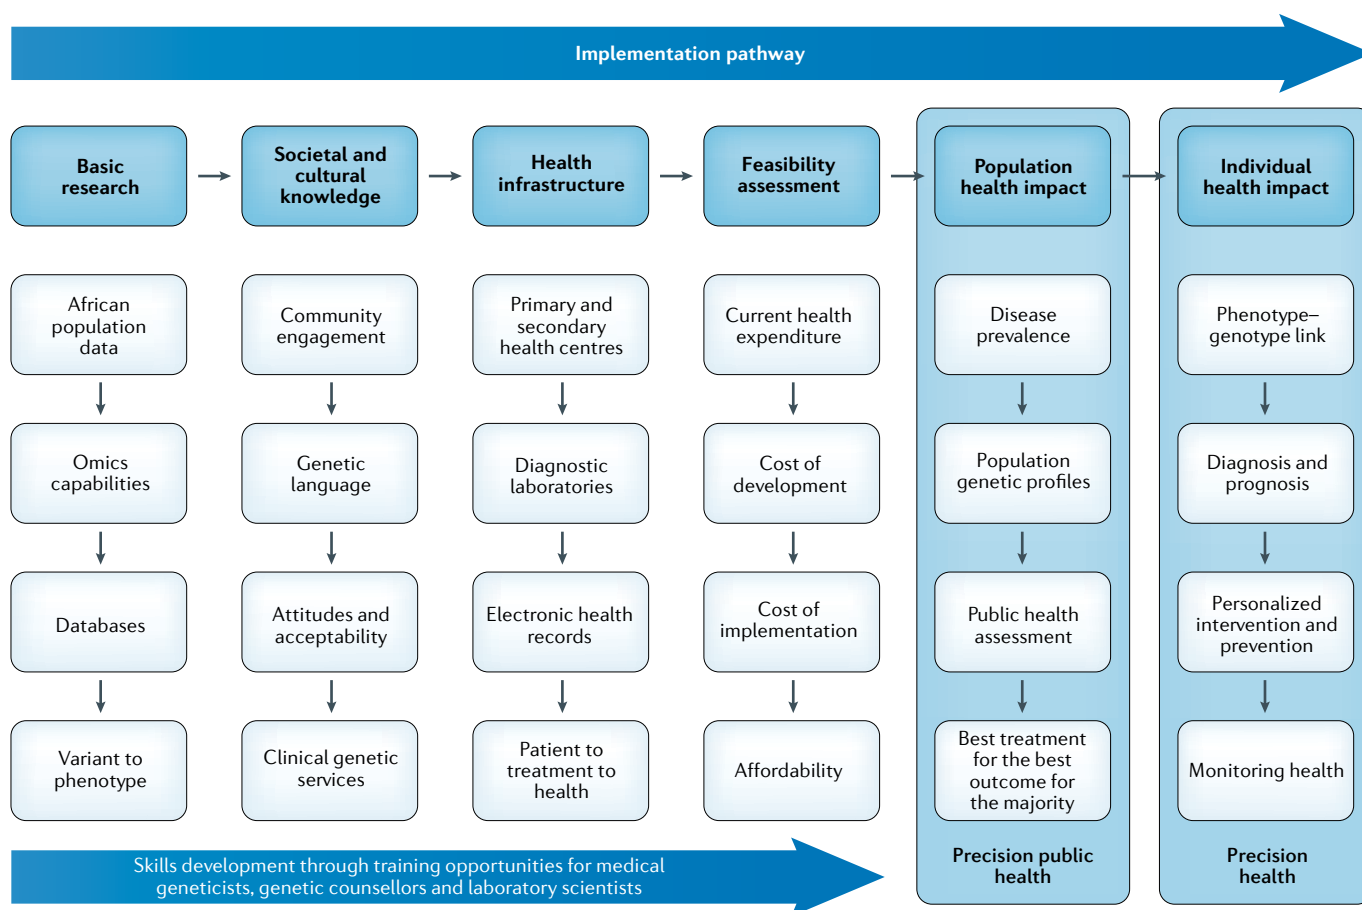 Implementation pathway
Basic
research
Societal and
cultural
knowledge
Health
infrastructure
Feasibility
assessment
Population
health impact
Individual
health impact
African
population
data
Community
engagement
Primary and
secondary
health centres
Current health
expenditure
Disease
prevalence
Phenotype–
genotype link
Omics
capabilities
Genetic
language
Diagnostic
laboratories
Cost of
development
Population
genetic profiles
Diagnosis and
prognosis
Databases
Attitudes and
acceptability
Electronic health
records
Cost of
implementation
Public health
assessment
Personalized
intervention and
prevention
Variant to
phenotype
Clinical genetic
services
Patient to
treatment to
health
Affordability
Best treatment
for the best
outcome for
the majority
Monitoring health
Skills development through training opportunities for medical
geneticists, genetic counsellors and laboratory scientists
Precision public
health
Precision
health